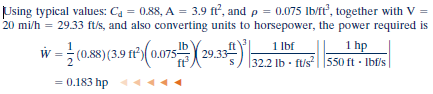 Using typical values: C_d = 0.88, A = 3.9 ft², and ρ = 0.075 lb/ft³, together with V =
20 mi/h = 29.33 ft/s, and also converting units to horsepower, the power required is
Ẇ = 1/2 (0.88)(3.9 ft²)(0.075 lb/ft³)(29.33 ft/s)³ |1 lbf / 32.2 lb · ft/s²| |1 hp / 550 ft · lbf/s|
= 0.183 hp ◄ ◄ ◄ ◄ ◄